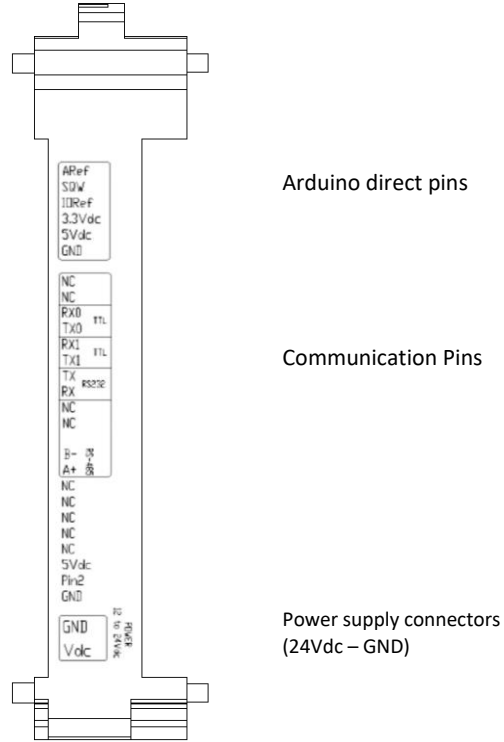 ARef
SQW
IORef
3.3Vdc
5Vdc
GND
Arduino direct pins
NC
NC
RX0
TX0
TTL
RX1
TX1
TTL
TX
RX
RS232
NC
NC
B-
A+
RS-485
Communication Pins
NC
NC
NC
NC
NC
5Vdc
Pin2
GND
GND
Vdc
POWER
12 to 24Vdc
Power supply connectors
(24Vdc – GND)